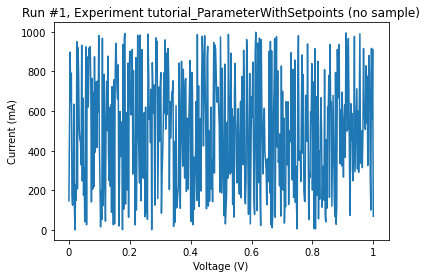 Run #1, Experiment tutorial_ParameterWithSetpoints (no sample)
1000
800
600
400
200
0
Current (mA)
0 0.2 0.4 0.6 0.8 1
Voltage (V)